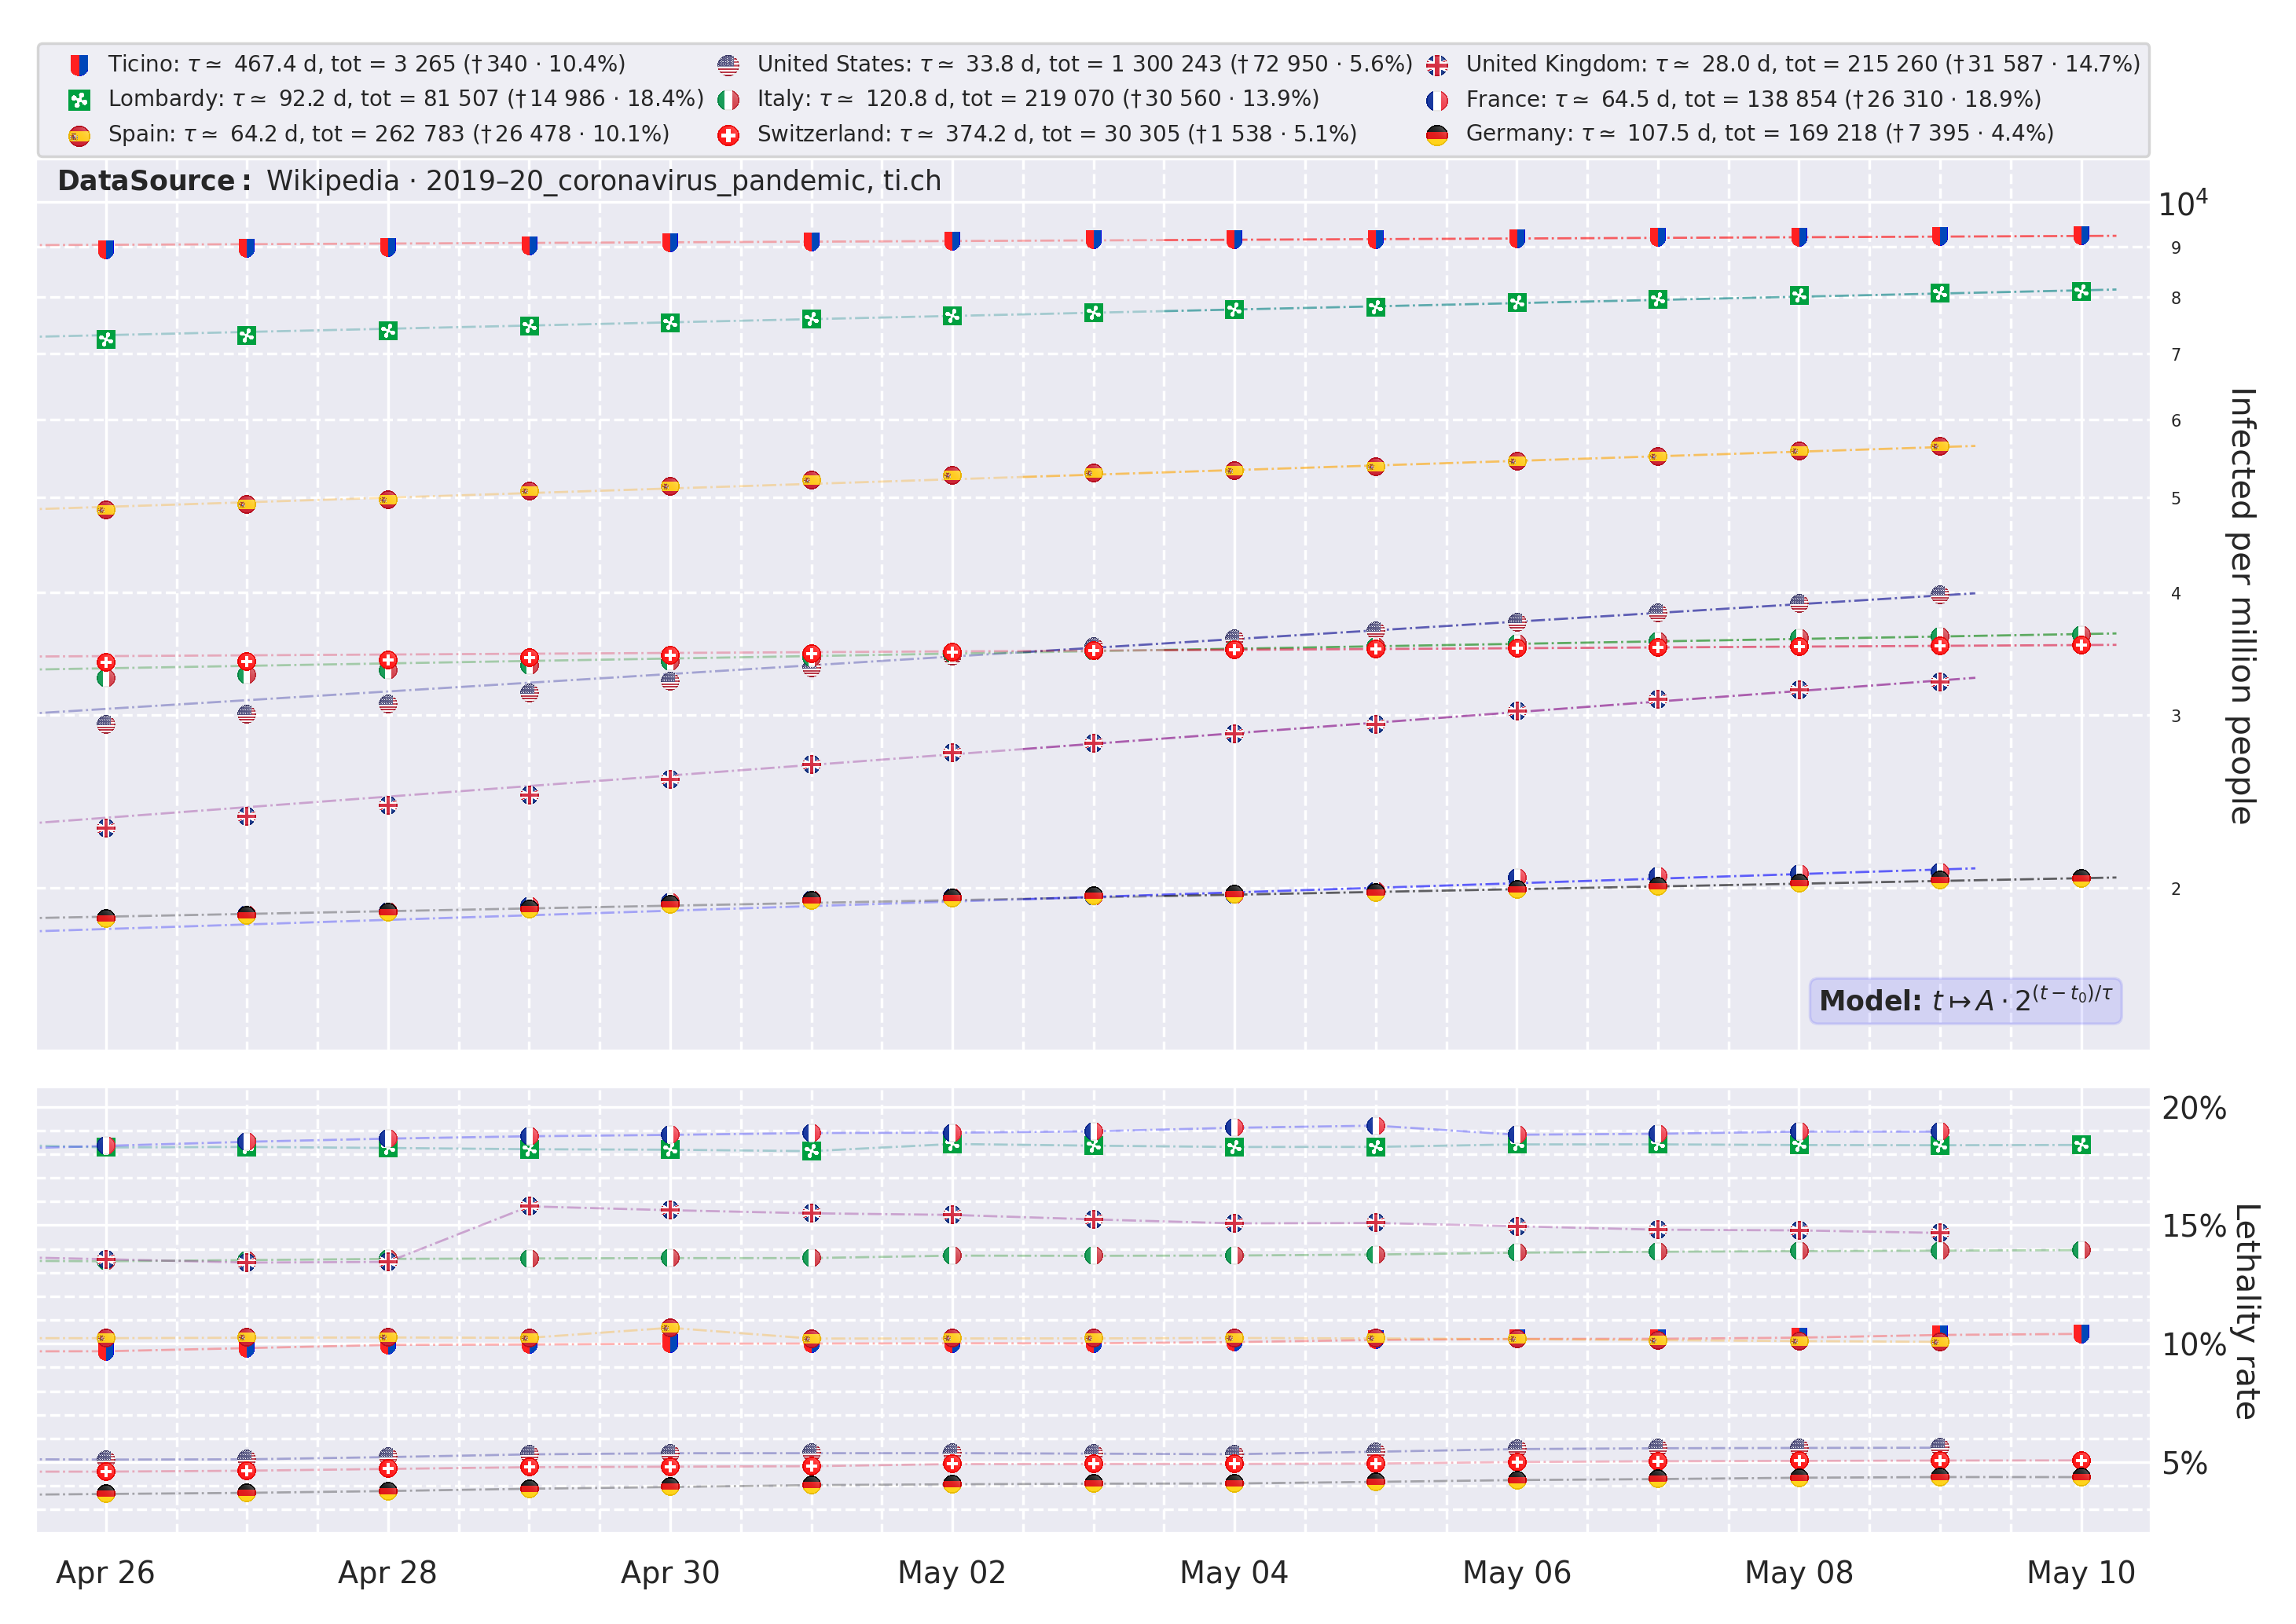 Ticino: τ ≃ 467.4 d, tot = 3 265 (†340 · 10.4%)
United States: τ ≃ 33.8 d, tot = 1 300 243 (†72 950 · 5.6%)
United Kingdom: τ ≃ 28.0 d, tot = 215 260 (†31 587 · 14.7%)
Lombardy: τ ≃ 92.2 d, tot = 81 507 (†14 986 · 18.4%)
Italy: τ ≃ 120.8 d, tot = 219 070 (†30 560 · 13.9%)
France: τ ≃ 64.5 d, tot = 138 854 (†26 310 · 18.9%)
Spain: τ ≃ 64.2 d, tot = 262 783 (†26 478 · 10.1%)
Switzerland: τ ≃ 374.2 d, tot = 30 305 (†1 538 · 5.1%)
Germany: τ ≃ 107.5 d, tot = 169 218 (†7 395 · 4.4%)
DataSource: Wikipedia · 2019–20_coronavirus_pandemic, ti.ch
10⁴
9
8
7
6
5
4
3
2
Infected per million people
Model: t ↦ A · 2^{(t − t₀)/τ}
20%
15%
10%
5%
Lethality rate
Apr 26
Apr 28
Apr 30
May 02
May 04
May 06
May 08
May 10